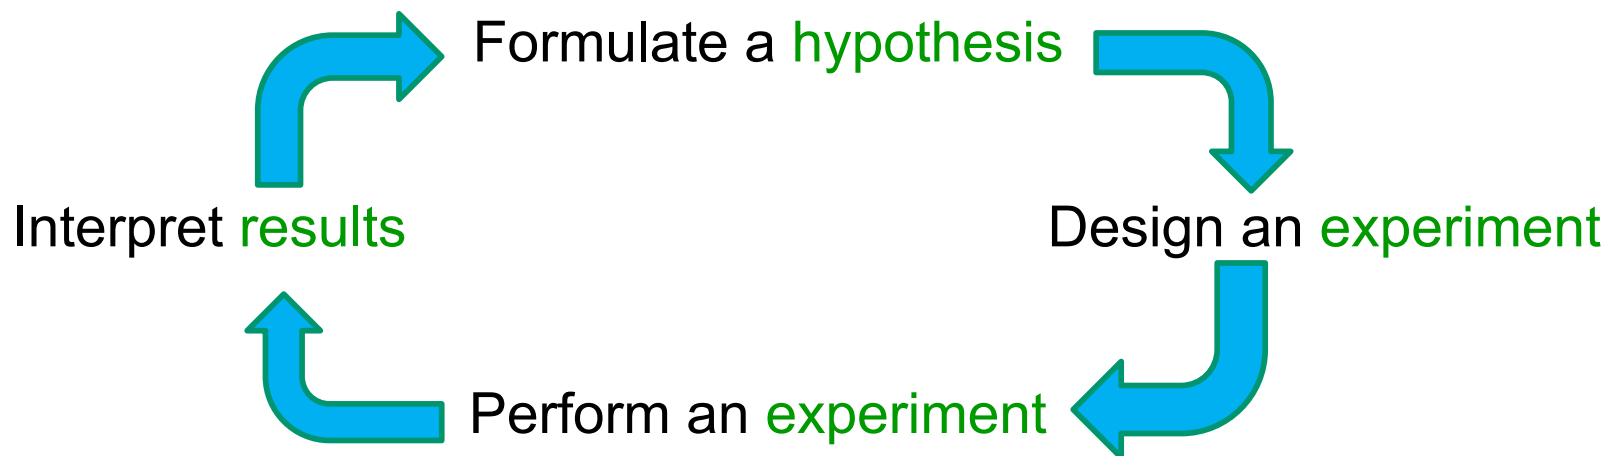 Formulate a hypothesis
Interpret results
Design an experiment
Perform an experiment